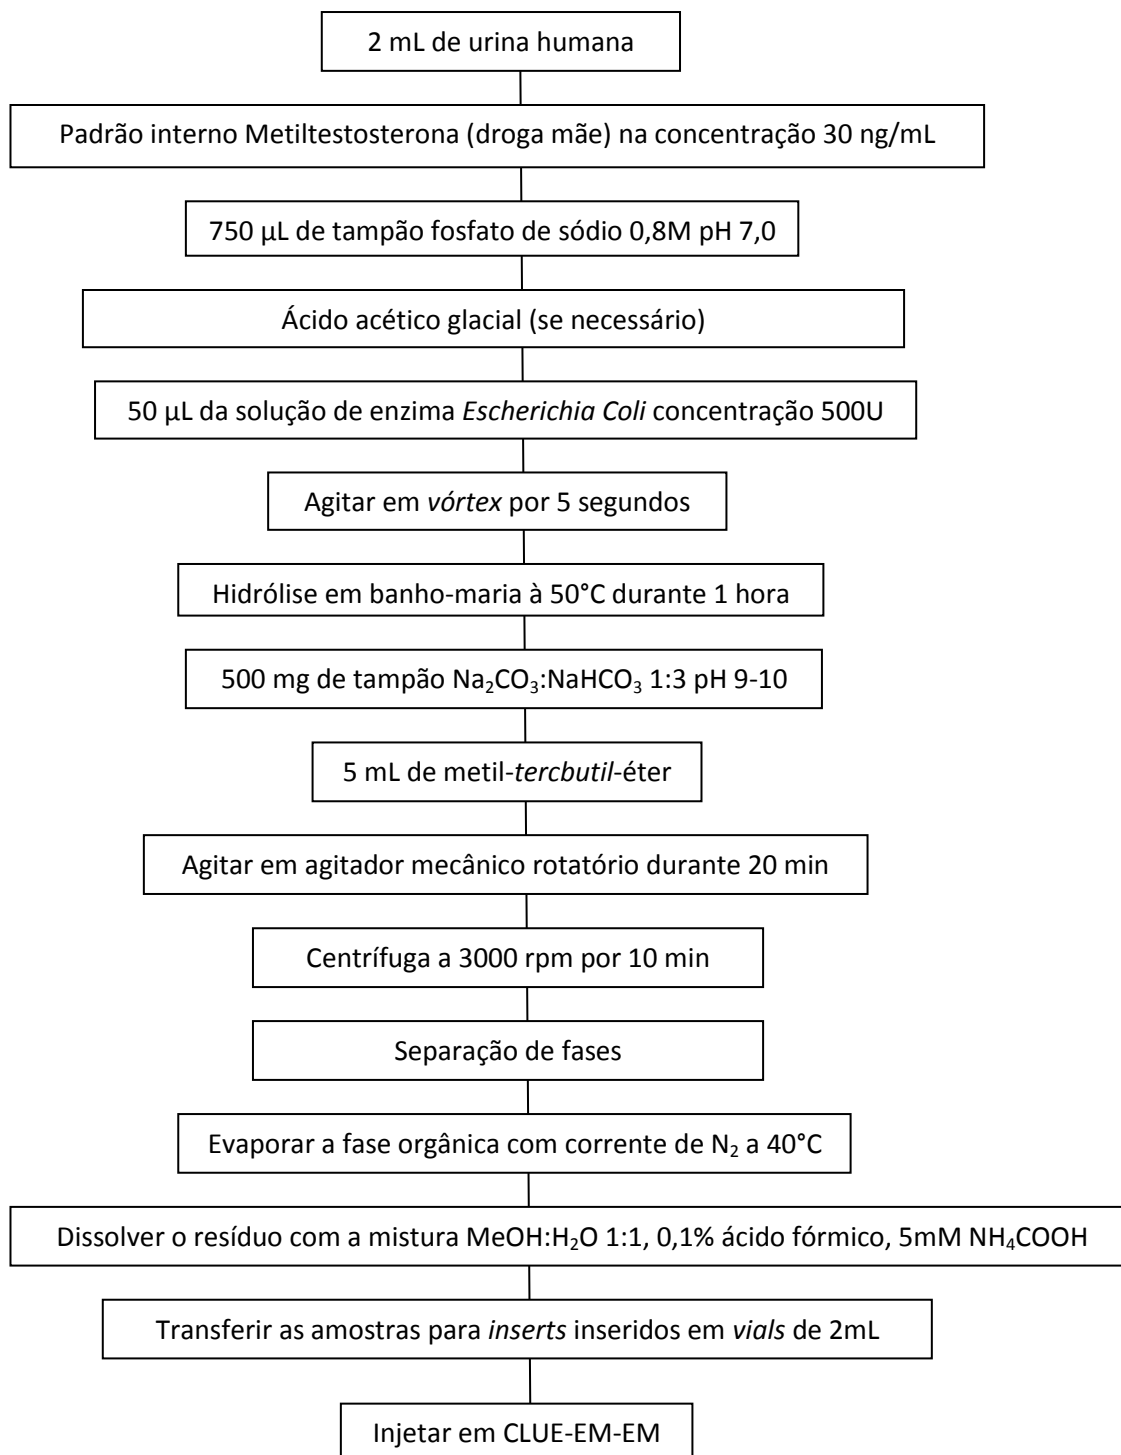 2 mL de urina humana
Padrão interno Metiltestosterona (droga mãe) na concentração 30 ng/mL
750 µL de tampão fosfato de sódio 0,8M pH 7,0
Ácido acético glacial (se necessário)
50 µL da solução de enzima Escherichia Coli concentração 500U
Agitar em vórtex por 5 segundos
Hidrólise em banho-maria à 50°C durante 1 hora
500 mg de tampão Na₂CO₃:NaHCO₃ 1:3 pH 9-10
5 mL de metil-tercbutil-éter
Agitar em agitador mecânico rotatório durante 20 min
Centrífuga a 3000 rpm por 10 min
Separação de fases
Evaporar a fase orgânica com corrente de N₂ a 40°C
Dissolver o resíduo com a mistura MeOH:H₂O 1:1, 0,1% ácido fórmico, 5mM NH₄COOH
Transferir as amostras para inserts inseridos em vials de 2mL
Injetar em CLUE-EM-EM